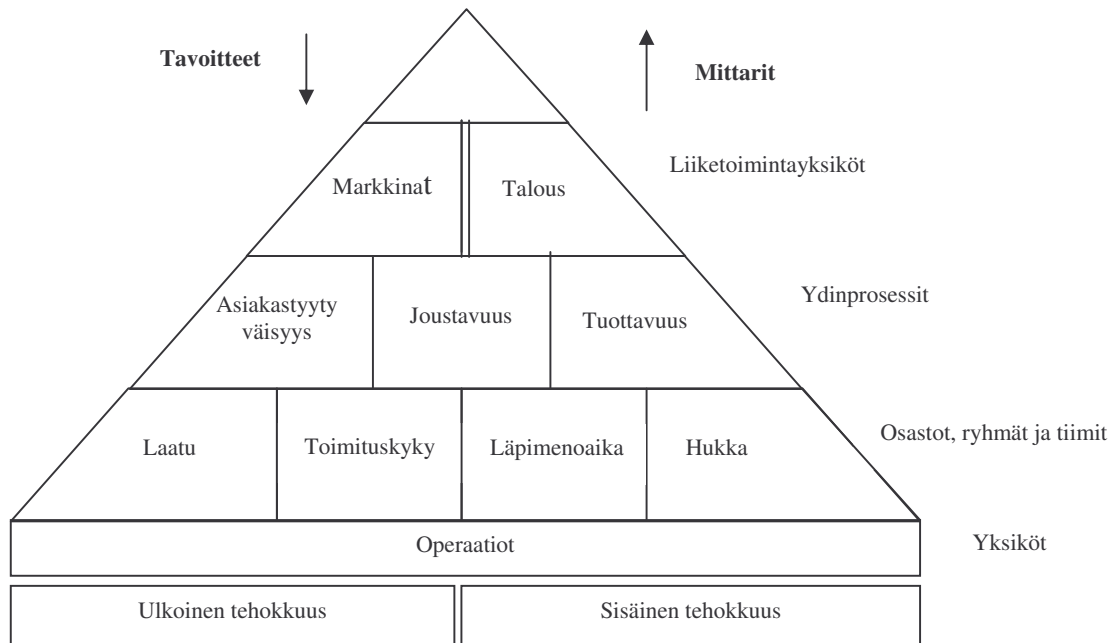 Tavoitteet
Mittarit
Liiketoimintayksiköt
Markkinat
Talous
Ydinprosessit
Asiakastyyty
väisyys
Joustavuus
Tuottavuus
Osastot, ryhmät ja tiimit
Laatu
Toimituskyky
Läpimenoaika
Hukka
Operaatiot
Yksiköt
Ulkoinen tehokkuus
Sisäinen tehokkuus